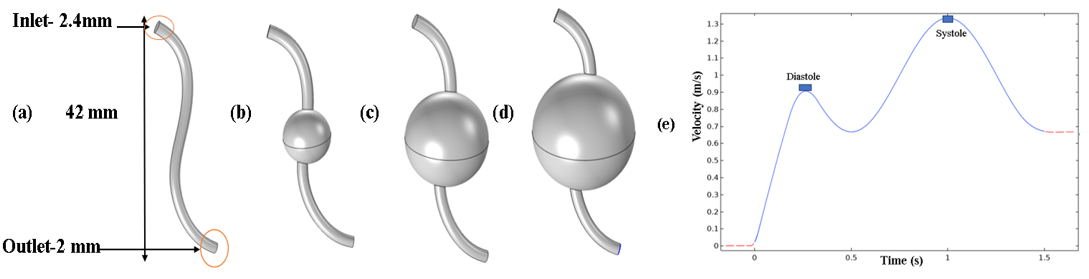 Inlet- 2.4mm
(a)
42 mm
Outlet-2 mm
(b)
(c)
(d)
(e)
Velocity (m/s)
1.3
1.2
1.1
1
0.9
0.8
0.7
0.6
0.5
0.4
0.3
0.2
0.1
0
Diastole
Systole
0
0.5
1
1.5
Time (s)